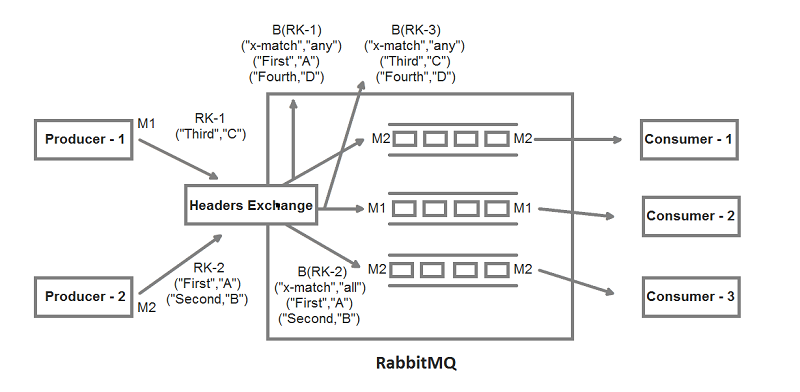 B(RK-1)
("x-match","any")
("First","A")
("Fourth,"D")
B(RK-3)
("x-match","any")
("Third","C")
("Fourth","D")
Producer - 1
M1
RK-1
("Third","C")
M2
M2
Consumer - 1
Headers Exchange
M1
M1
Consumer - 2
Producer - 2
M2
RK-2
("First","A")
("Second,"B")
B(RK-2)
("x-match","all")
("First","A")
("Second,"B")
M2
M2
Consumer - 3
RabbitMQ